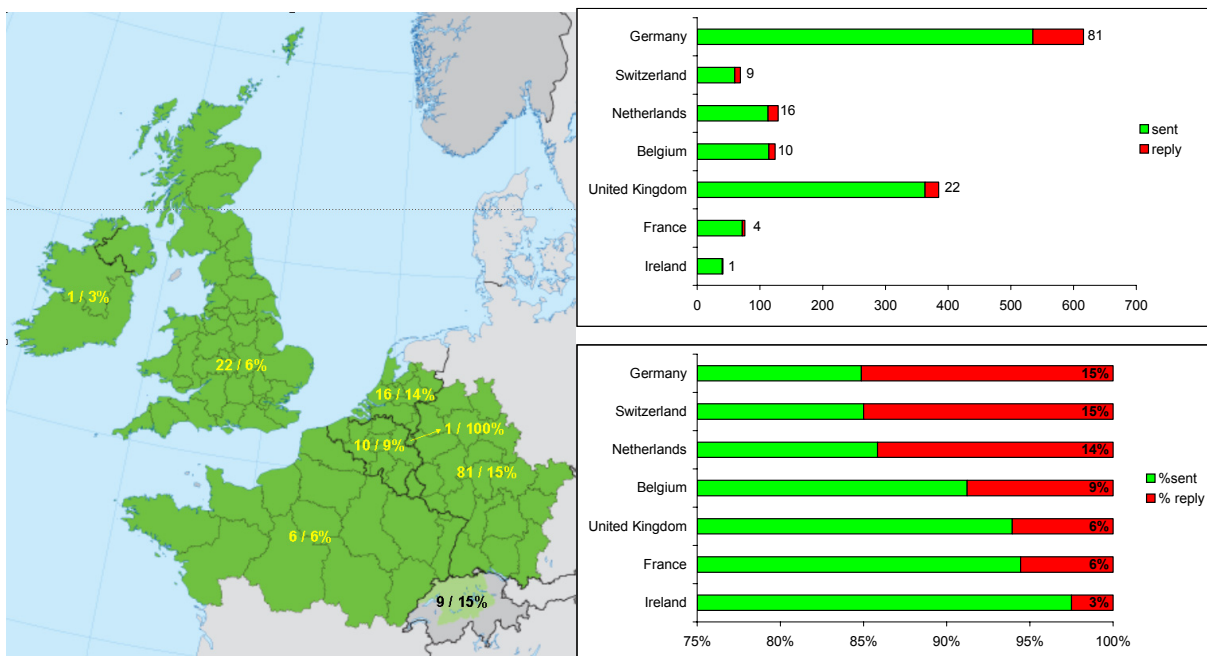 1 / 3%
22 / 6%
16 / 14%
1 / 100%
10 / 9%
81 / 15%
6 / 6%
9 / 15%
Germany 81
Switzerland 9
Netherlands 16
Belgium 10
United Kingdom 22
France 4
Ireland 1
0 100 200 300 400 500 600 700
sent
reply
Germany 15%
Switzerland 15%
Netherlands 14%
Belgium 9%
United Kingdom 6%
France 6%
Ireland 3%
75% 80% 85% 90% 95% 100%
%sent
% reply